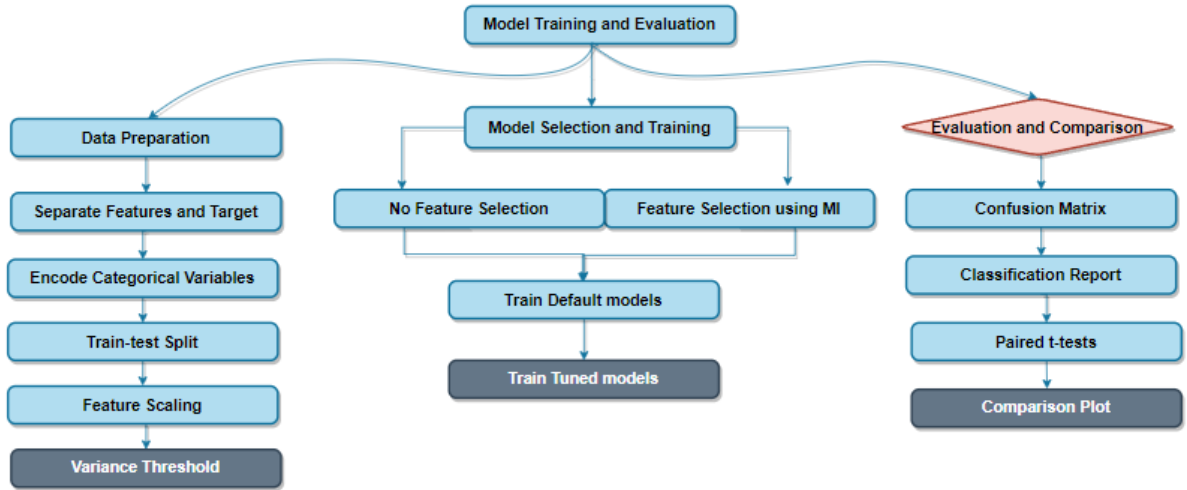 Model Training and Evaluation
Data Preparation
Separate Features and Target
Encode Categorical Variables
Train-test Split
Feature Scaling
Variance Threshold
Model Selection and Training
No Feature Selection
Feature Selection using MI
Train Default models
Train Tuned models
Evaluation and Comparison
Confusion Matrix
Classification Report
Paired t-tests
Comparison Plot